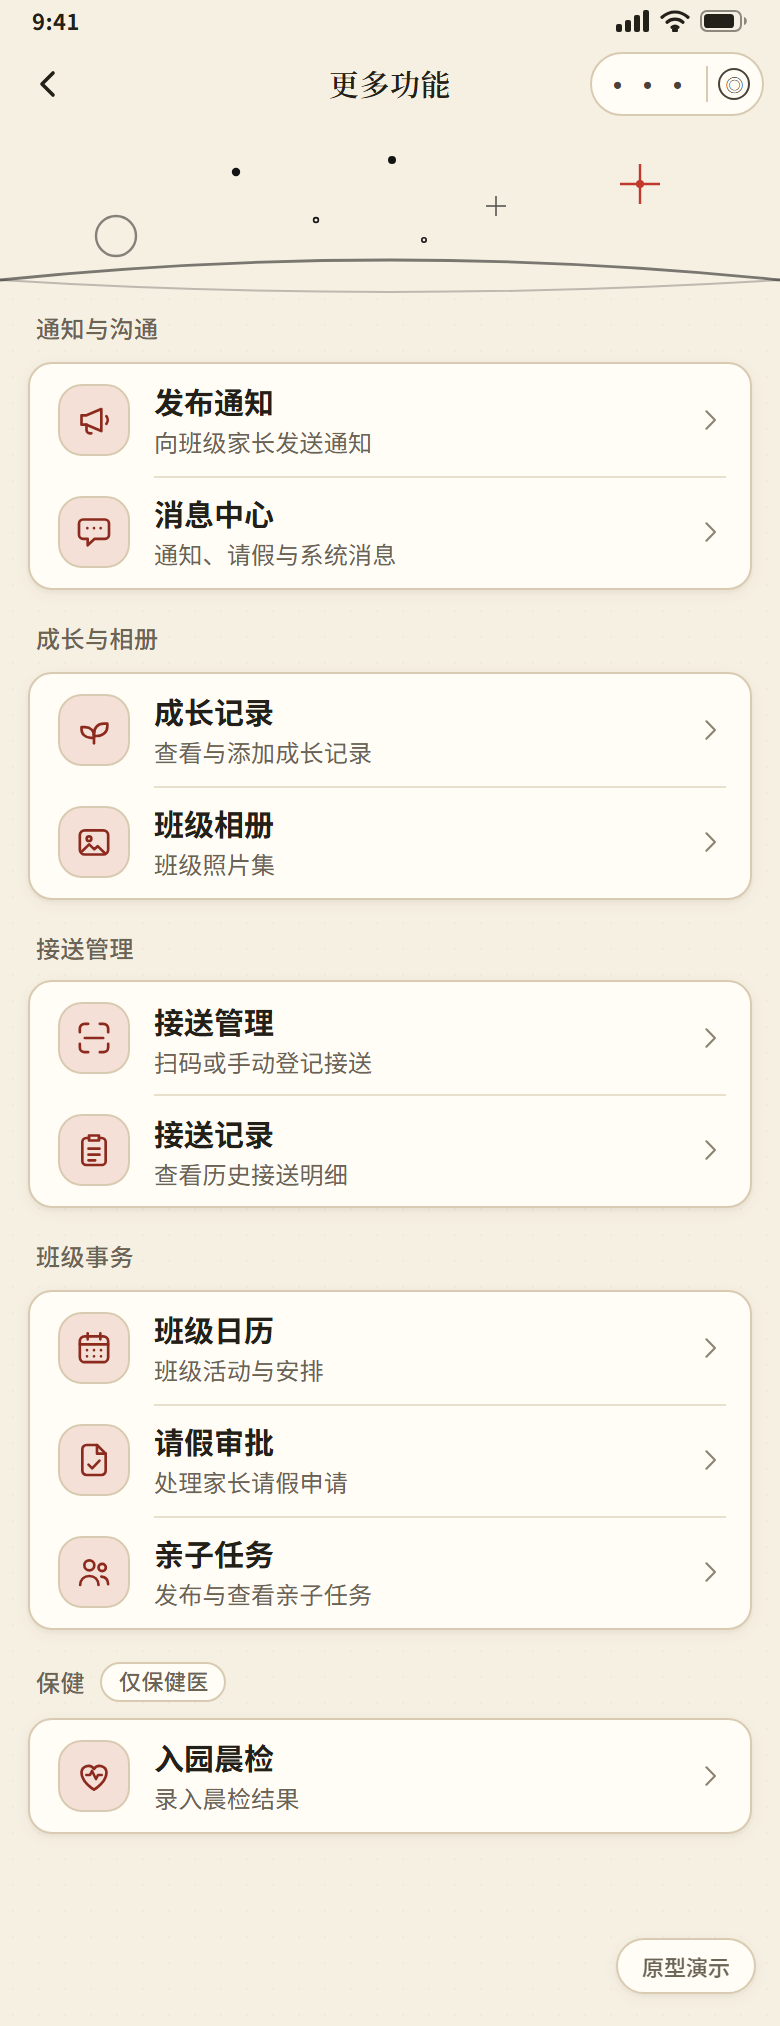 9:41
更多功能
通知与沟通
发布通知
向班级家长发送通知
消息中心
通知、请假与系统消息
成长与相册
成长记录
查看与添加成长记录
班级相册
班级照片集
接送管理
接送管理
扫码或手动登记接送
接送记录
查看历史接送明细
班级事务
班级日历
班级活动与安排
请假审批
处理家长请假申请
亲子任务
发布与查看亲子任务
保健 仅保健医
入园晨检
录入晨检结果
原型演示